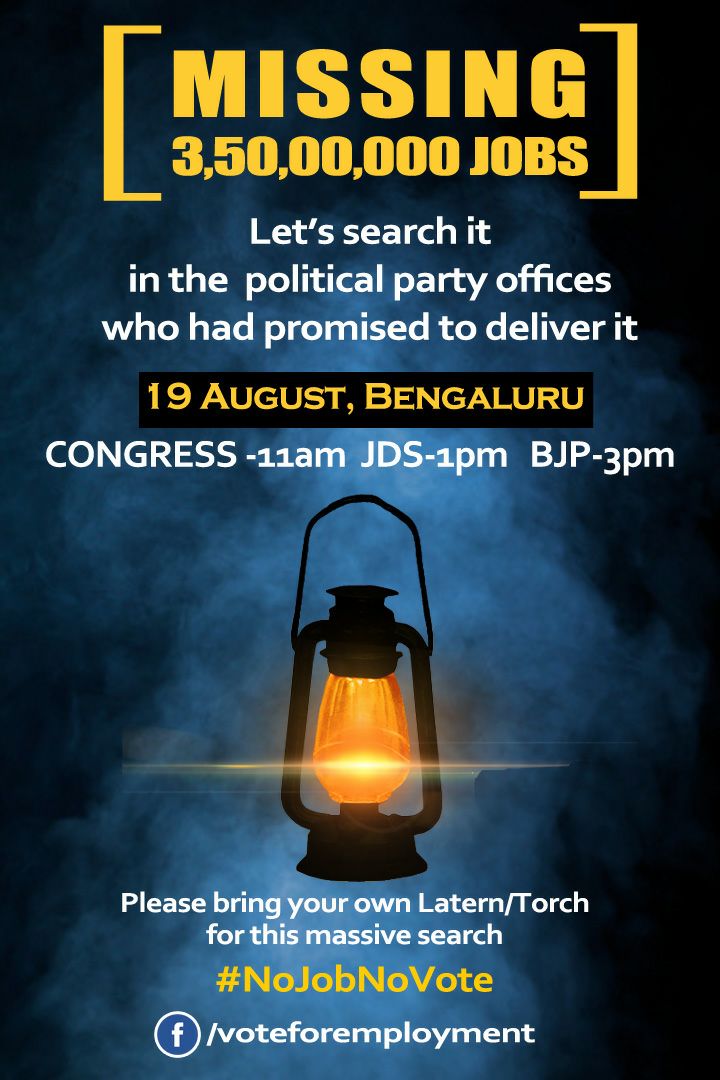 MISSING
3,50,00,000 JOBS
Let's search it
in the political party offices
who had promised to deliver it
19 August, Bengaluru
CONGRESS -11am JDS-1pm BJP-3pm
Please bring your own Latern/Torch
for this massive search
#NoJobNoVote
f /voteforemployment